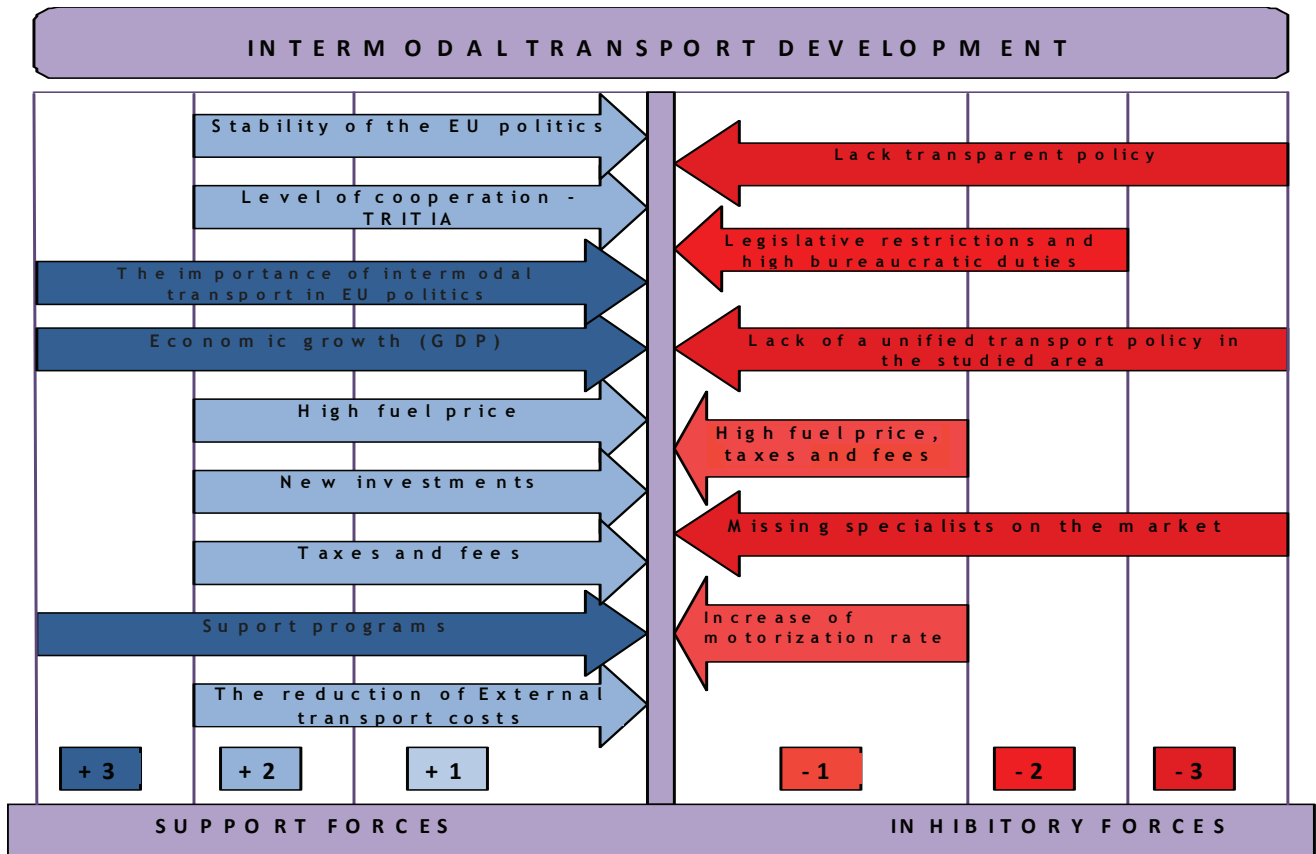 INTERMODAL TRANSPORT DEVELOPMENT
Stability of the EU politics
Level of cooperation -
TRITIA
The importance of intermodal
transport in EU politics
Economic growth (GDP)
High fuel price
New investments
Taxes and fees
Suport programs
The reduction of External
transport costs
Lack transparent policy
Legislative restrictions and
high bureaucratic duties
Lack of a unified transport policy in
the studied area
High fuel price,
taxes and fees
Missing specialists on the market
Increase of
motorization rate
+3
+2
+1
-1
-2
-3
SUPPORT FORCES
INHIBITORY FORCES